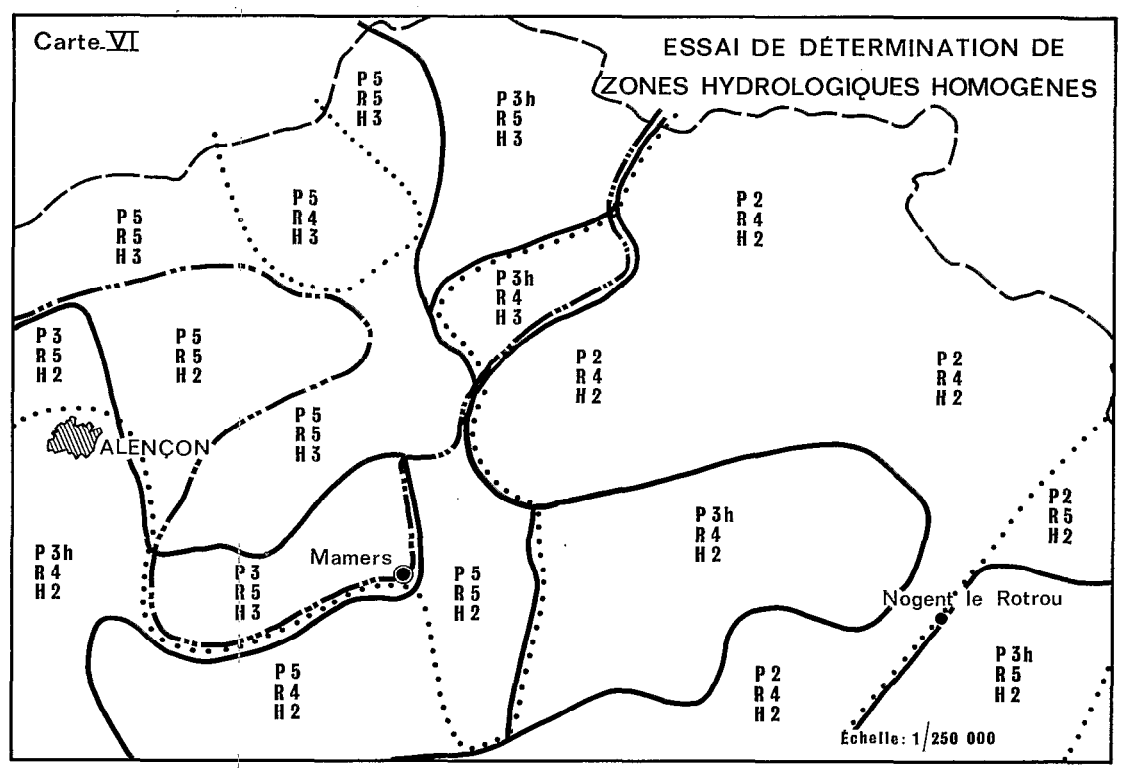 Carte VI
ESSAI DE DÉTERMINATION DE
ZONES HYDROLOGIQUES HOMOGÈNES
P 5
R 5
H 3
P 3h
R 5
H 3
P 5
R 4
H 3
P 5
R 5
H 3
P 2
R 4
H 2
P 3h
R 4
H 3
P 3
R 5
H 2
P 5
R 5
H 2
P 2
R 4
H 2
P 2
R 4
H 2
P 5
R 5
H 3
ALENÇON
P 2
R 5
H 2
P 3h
R 4
H 2
P 3h
R 4
H 2
Mamers
P 3
R 5
H 3
P 5
R 5
H 2
Nogent le Rotrou
P 5
R 4
H 2
P 2
R 4
H 2
P 3h
R 5
H 2
Échelle: 1/250 000